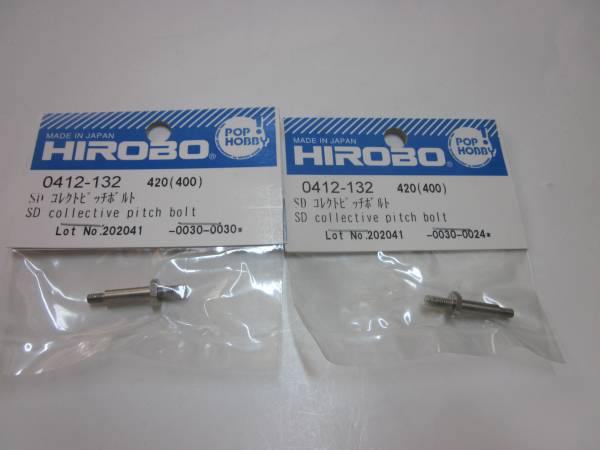 MADE IN JAPAN
HIROBO®
POP HOBBY
0412-132 420(400)
SD コレクトピッチボルト
SD collective pitch bolt
Lot No.202041 -0030-0030*
MADE IN JAPAN
HIROBO®
POP HOBBY
0412-132 420(400)
SD コレクトピッチボルト
SD collective pitch bolt
Lot No.202041 -0030-0024*